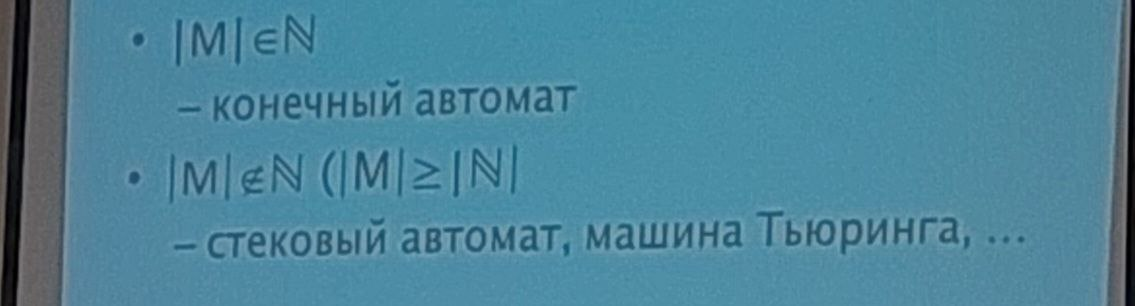 • |M|∈ℕ
– конечный автомат
• |M|∉ℕ (|M|≥|ℕ|
– стековый автомат, машина Тьюринга, ...